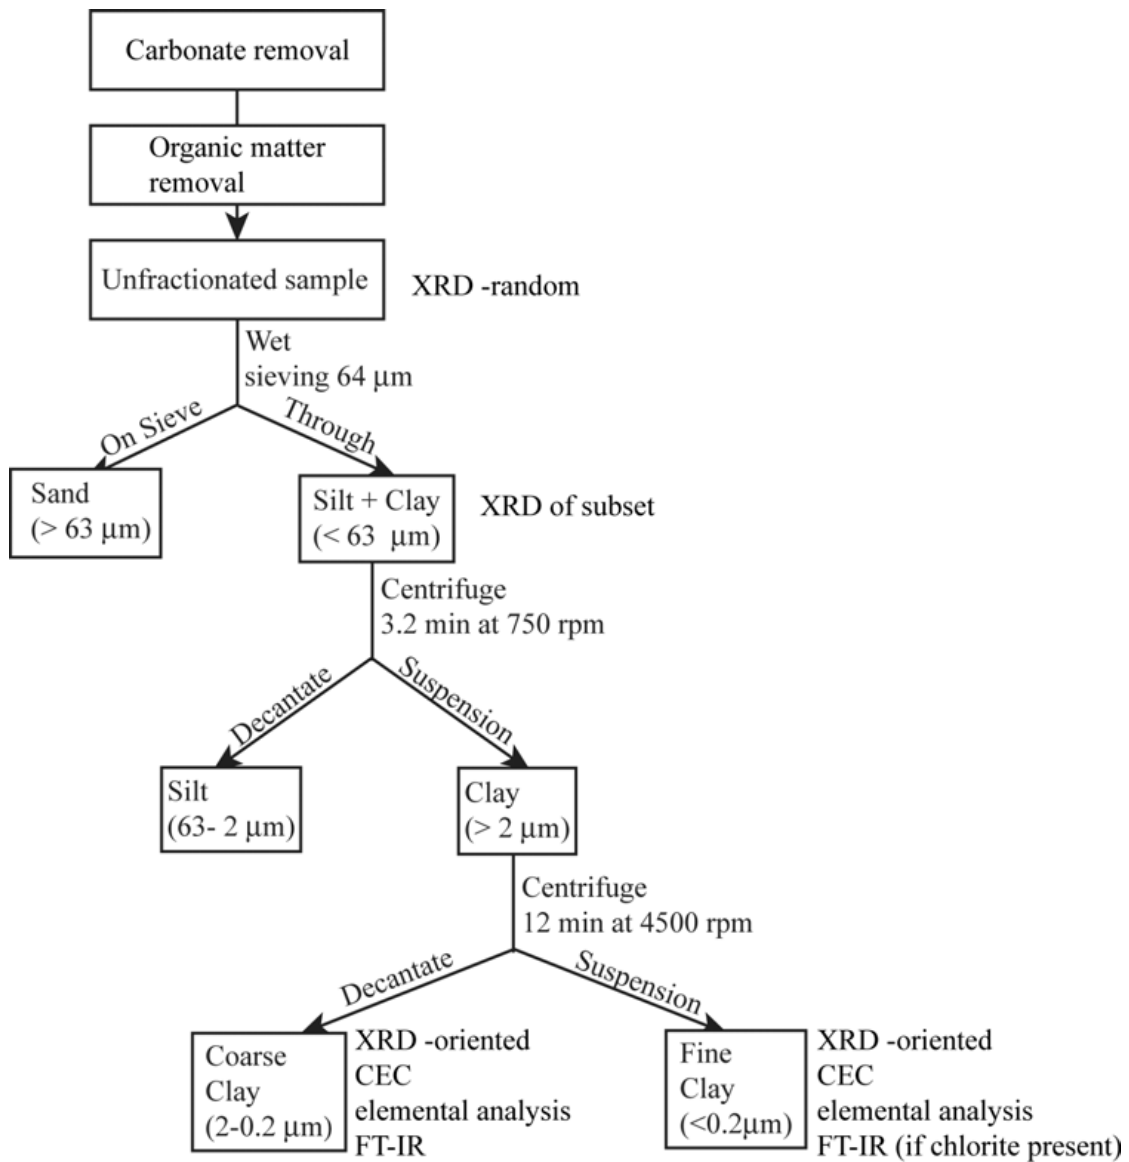 Carbonate removal
Organic matter
removal
Unfractionated sample
XRD -random
Wet
sieving 64 μm
On Sieve
Through
Sand
(> 63 μm)
Silt + Clay
(< 63 μm)
XRD of subset
Centrifuge
3.2 min at 750 rpm
Decantate
Suspension
Silt
(63- 2 μm)
Clay
(> 2 μm)
Centrifuge
12 min at 4500 rpm
Decantate
Suspension
Coarse
Clay
(2-0.2 μm)
XRD -oriented
CEC
elemental analysis
FT-IR
Fine
Clay
(<0.2μm)
XRD -oriented
CEC
elemental analysis
FT-IR (if chlorite present)